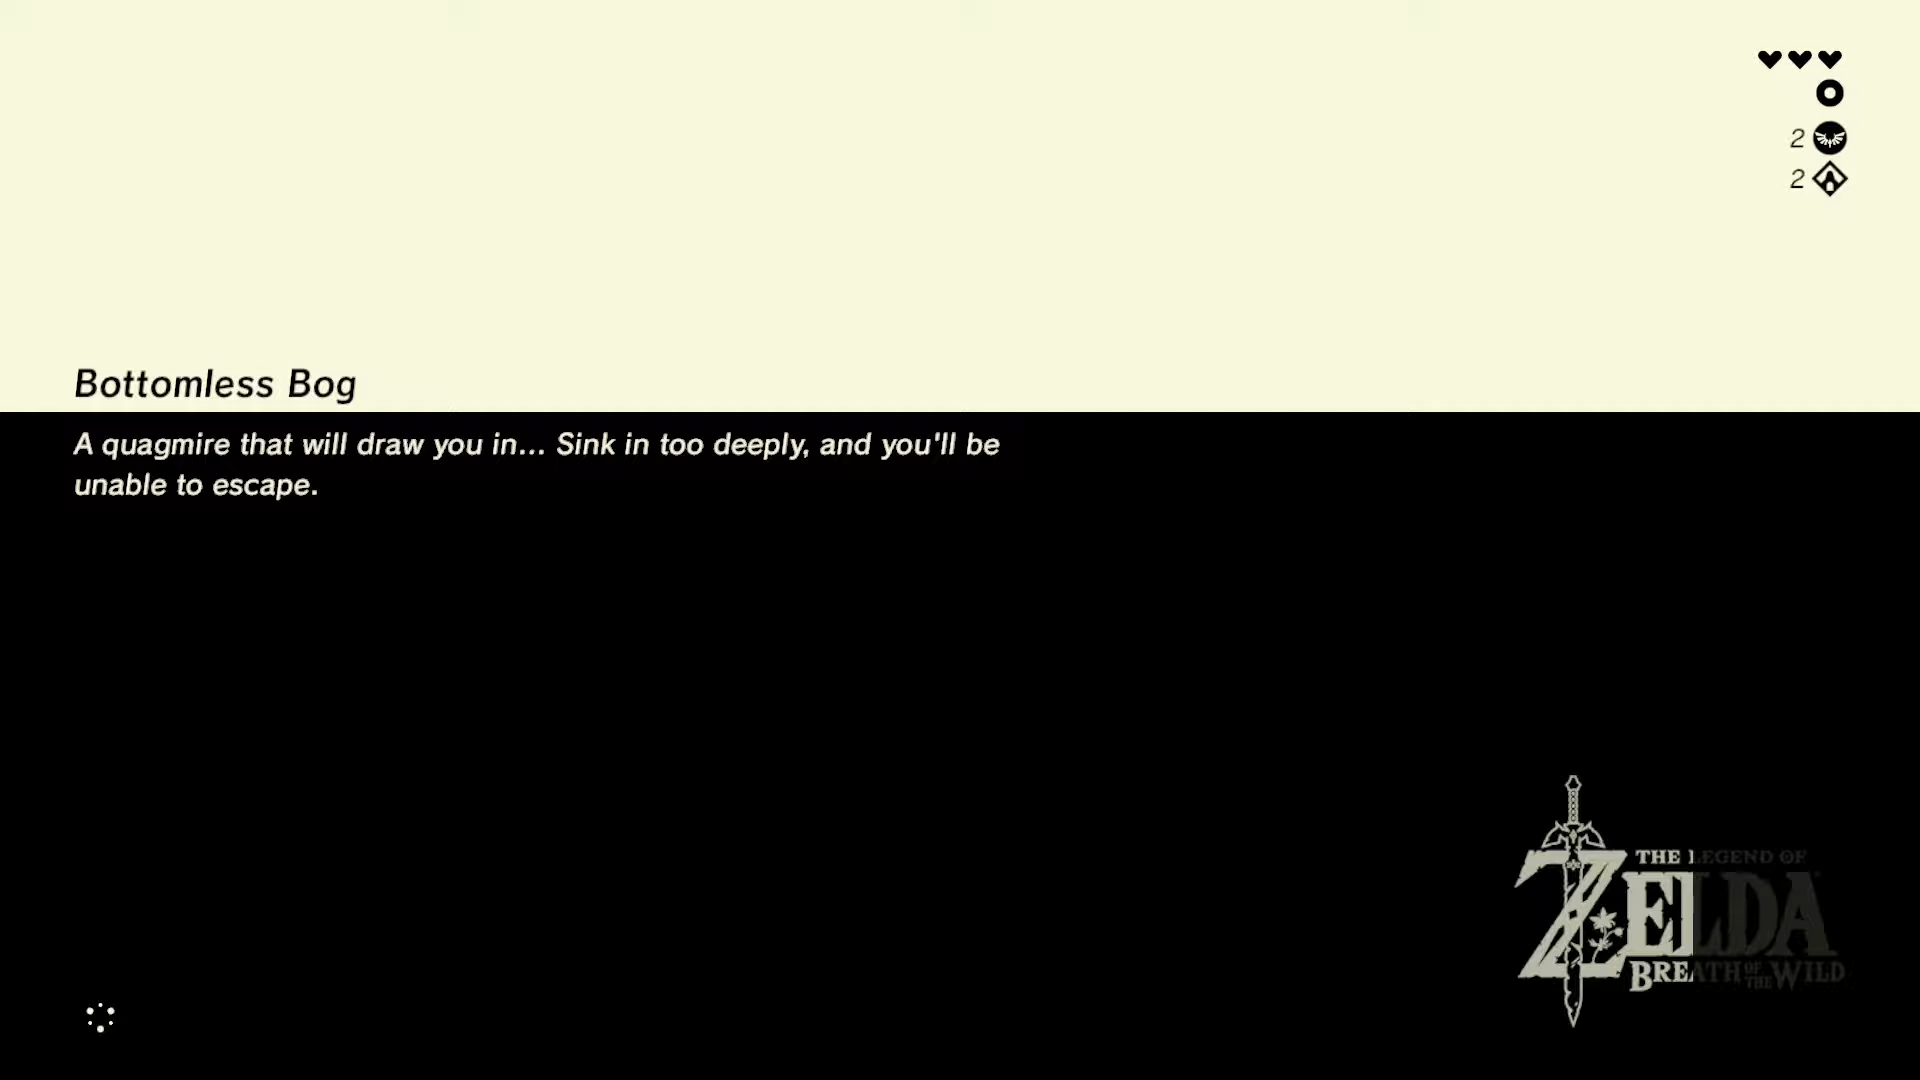 2
2
Bottomless Bog
A quagmire that will draw you in... Sink in too deeply, and you'll be
unable to escape.
THE LEGEND OF
ZELDA
BREATH OF THE WILD